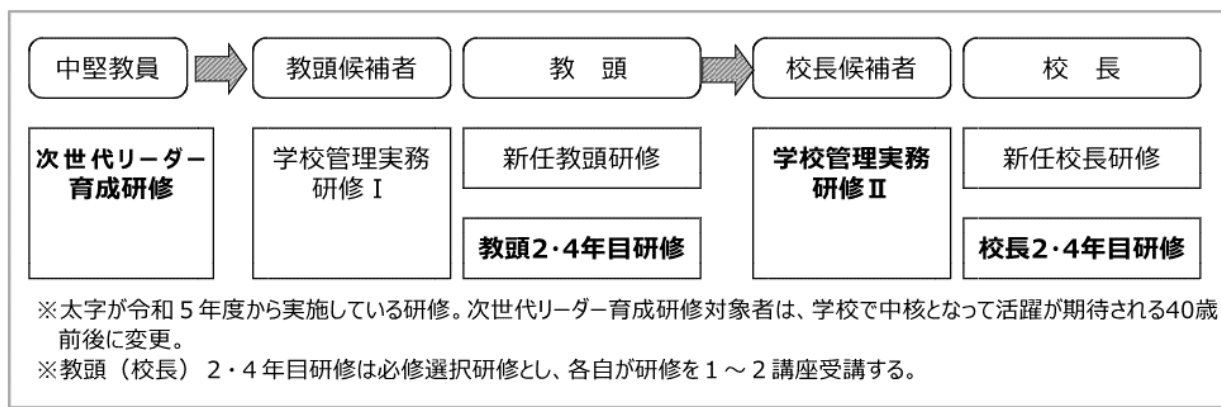 中堅教員
教頭候補者
教　頭
校長候補者
校　長
次世代リーダー
育成研修
学校管理実務
研修Ⅰ
新任教頭研修
教頭2・4年目研修
学校管理実務
研修Ⅱ
新任校長研修
校長2・4年目研修
※太字が令和５年度から実施している研修。次世代リーダー育成研修対象者は、学校で中核となって活躍が期待される40歳
前後に変更。
※教頭（校長）２・４年目研修は必修選択研修とし、各自が研修を１～２講座受講する。